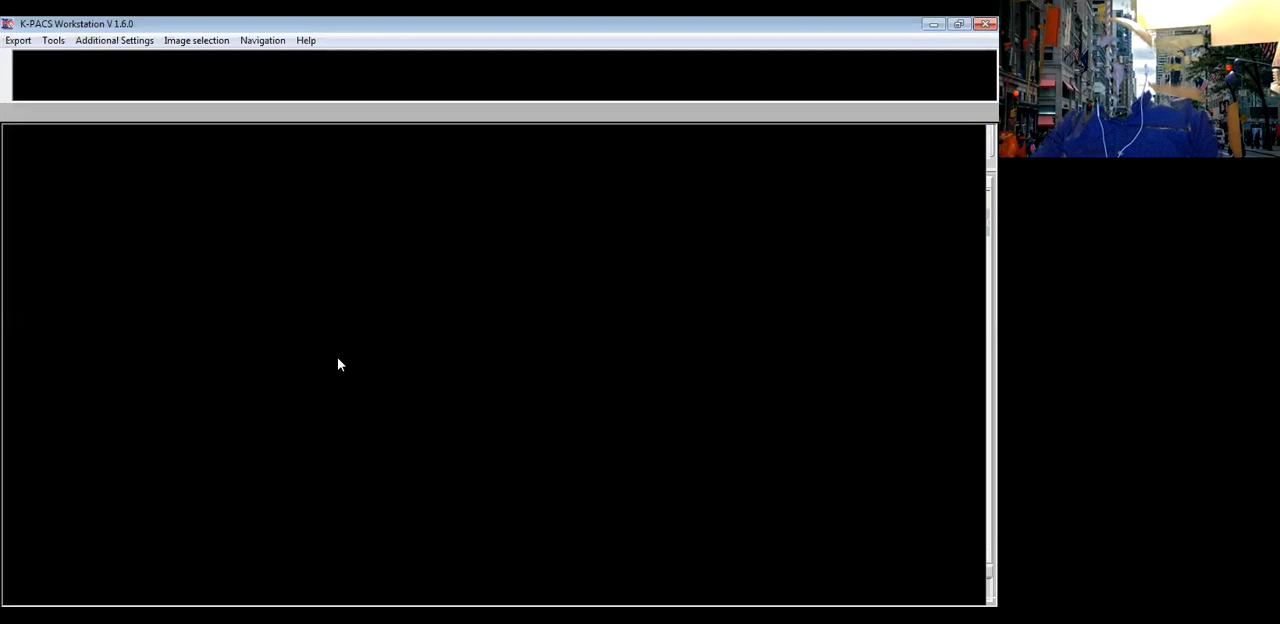 K-PACS Workstation V 1.6.0
Export Tools Additional Settings Image selection Navigation Help